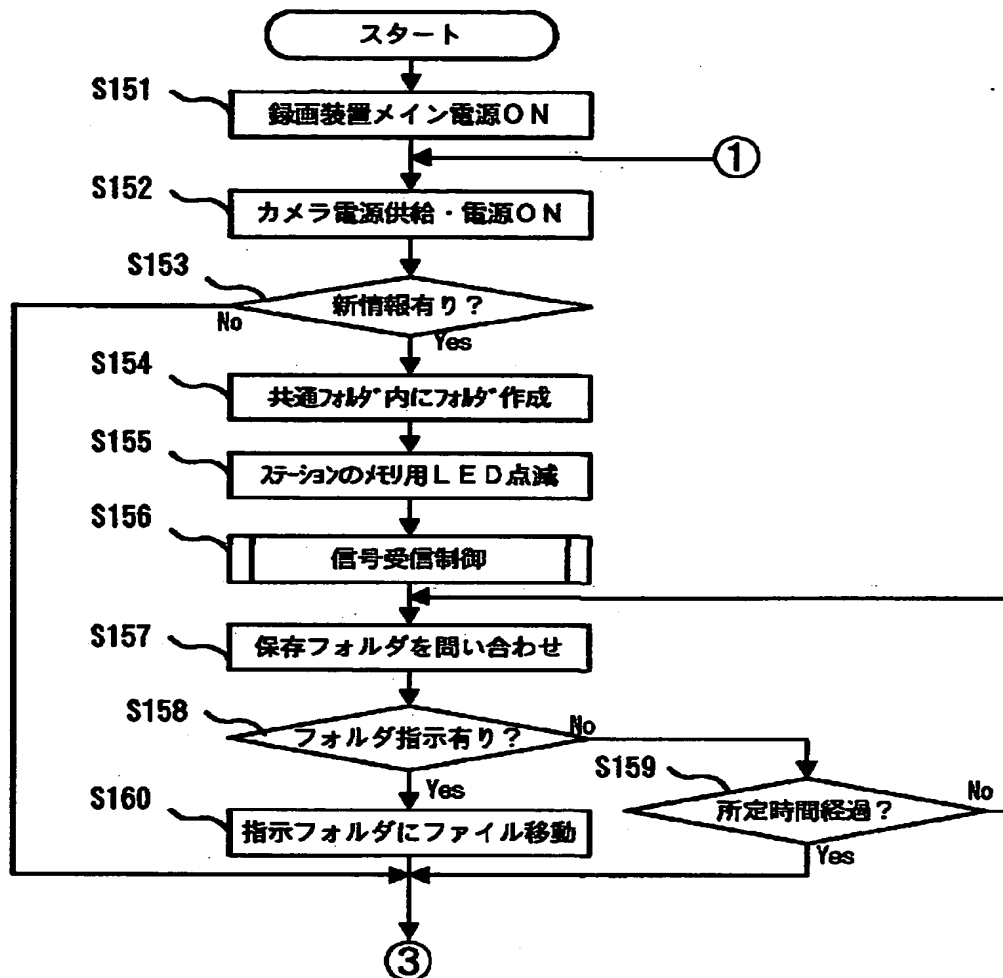 スタート
S151
録画装置メイン電源ON
①
S152
カメラ電源供給・電源ON
S153
新情報有り？
No
Yes
S154
共通フォルダ内にフォルダ作成
S155
ステーションのメモリ用LED点滅
S156
信号受信制御
S157
保存フォルダを問い合わせ
S158
フォルダ指示有り？
No
Yes
S159
所定時間経過？
No
Yes
S160
指示フォルダにファイル移動
③